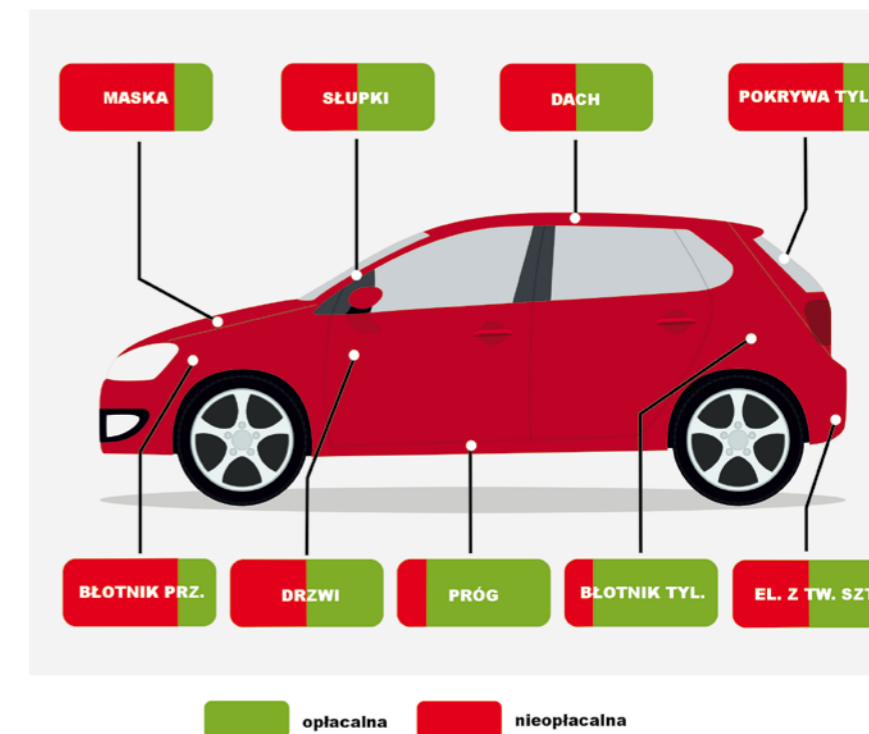 MASKA
SŁUPKI
DACH
POKRYWA TYL
BŁOTNIK PRZ.
DRZWI
PRÓG
BŁOTNIK TYL.
EL. Z TW. SZT
opłacalna
nieopłacalna